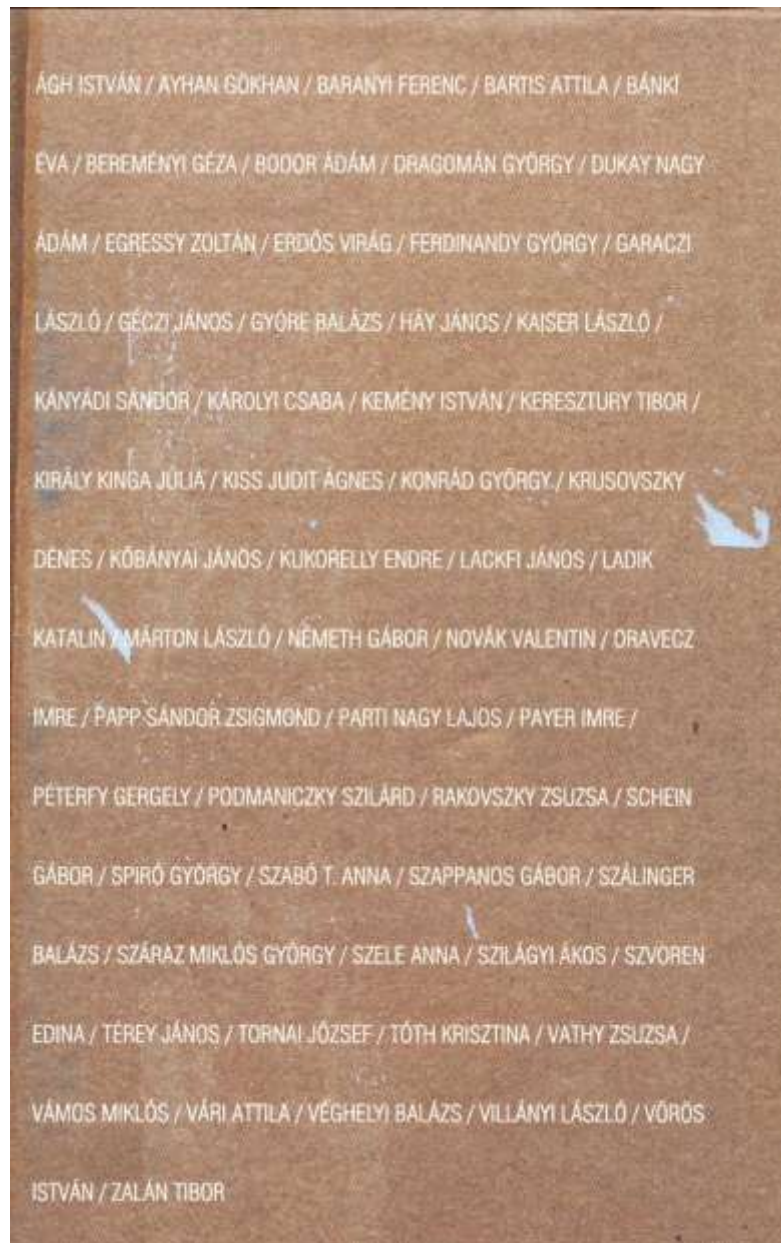 ÁGH ISTVÁN / AYHAN GÖKHAN / BARANYI FERENC / BARTIS ATTILA / BÁNKI
ÉVA / BEREMÉNYI GÉZA / BODOR ÁDÁM / DRAGOMÁN GYÖRGY / DUKAY NAGY
ÁDÁM / EGRESSY ZOLTÁN / ERDŐS VIRÁG / FERDINANDY GYÖRGY / GARACZI
LÁSZLÓ / GÉCZI JÁNOS / GYŐRE BALÁZS / HÁY JÁNOS / KAISER LÁSZLÓ /
KÁNYÁDI SÁNDOR / KÁROLYI CSABA / KEMÉNY ISTVÁN / KERESZTURY TIBOR /
KIRÁLY KINGA JÚLIA / KISS JUDIT ÁGNES / KONRÁD GYÖRGY / KRUSOVSZKY
DÉNES / KŐBÁNYAI JÁNOS / KUKORELLY ENDRE / LACKFI JÁNOS / LADIK
KATALIN / MÁRTON LÁSZLÓ / NÉMETH GÁBOR / NOVÁK VALENTIN / ORAVECZ
IMRE / PAPP SÁNDOR ZSIGMOND / PARTI NAGY LAJOS / PAYER IMRE /
PÉTERFY GERGELY / PODMANICZKY SZILÁRD / RAKOVSZKY ZSUZSA / SCHEIN
GÁBOR / SPIRÓ GYÖRGY / SZABÓ T. ANNA / SZAPPANOS GÁBOR / SZÁLINGER
BALÁZS / SZÁRAZ MIKLÓS GYÖRGY / SZELE ANNA / SZILÁGYI ÁKOS / SZVOREN
EDINA / TÉREY JÁNOS / TORNAI JÓZSEF / TÓTH KRISZTINA / VATHY ZSUZSA /
VÁMOS MIKLÓS / VÁRI ATTILA / VÉGHELYI BALÁZS / VILLÁNYI LÁSZLÓ / VÖRÖS
ISTVÁN / ZALÁN TIBOR